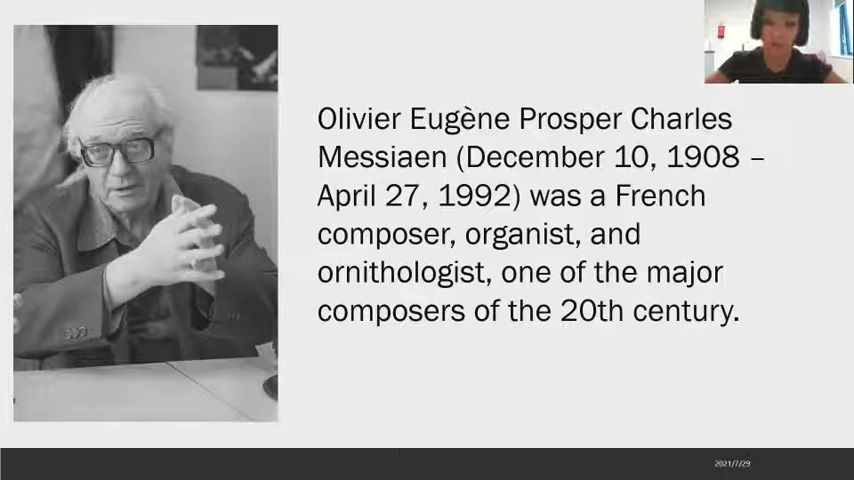 Olivier Eugène Prosper Charles
Messiaen (December 10, 1908 –
April 27, 1992) was a French
composer, organist, and
ornithologist, one of the major
composers of the 20th century.
2021/7/29